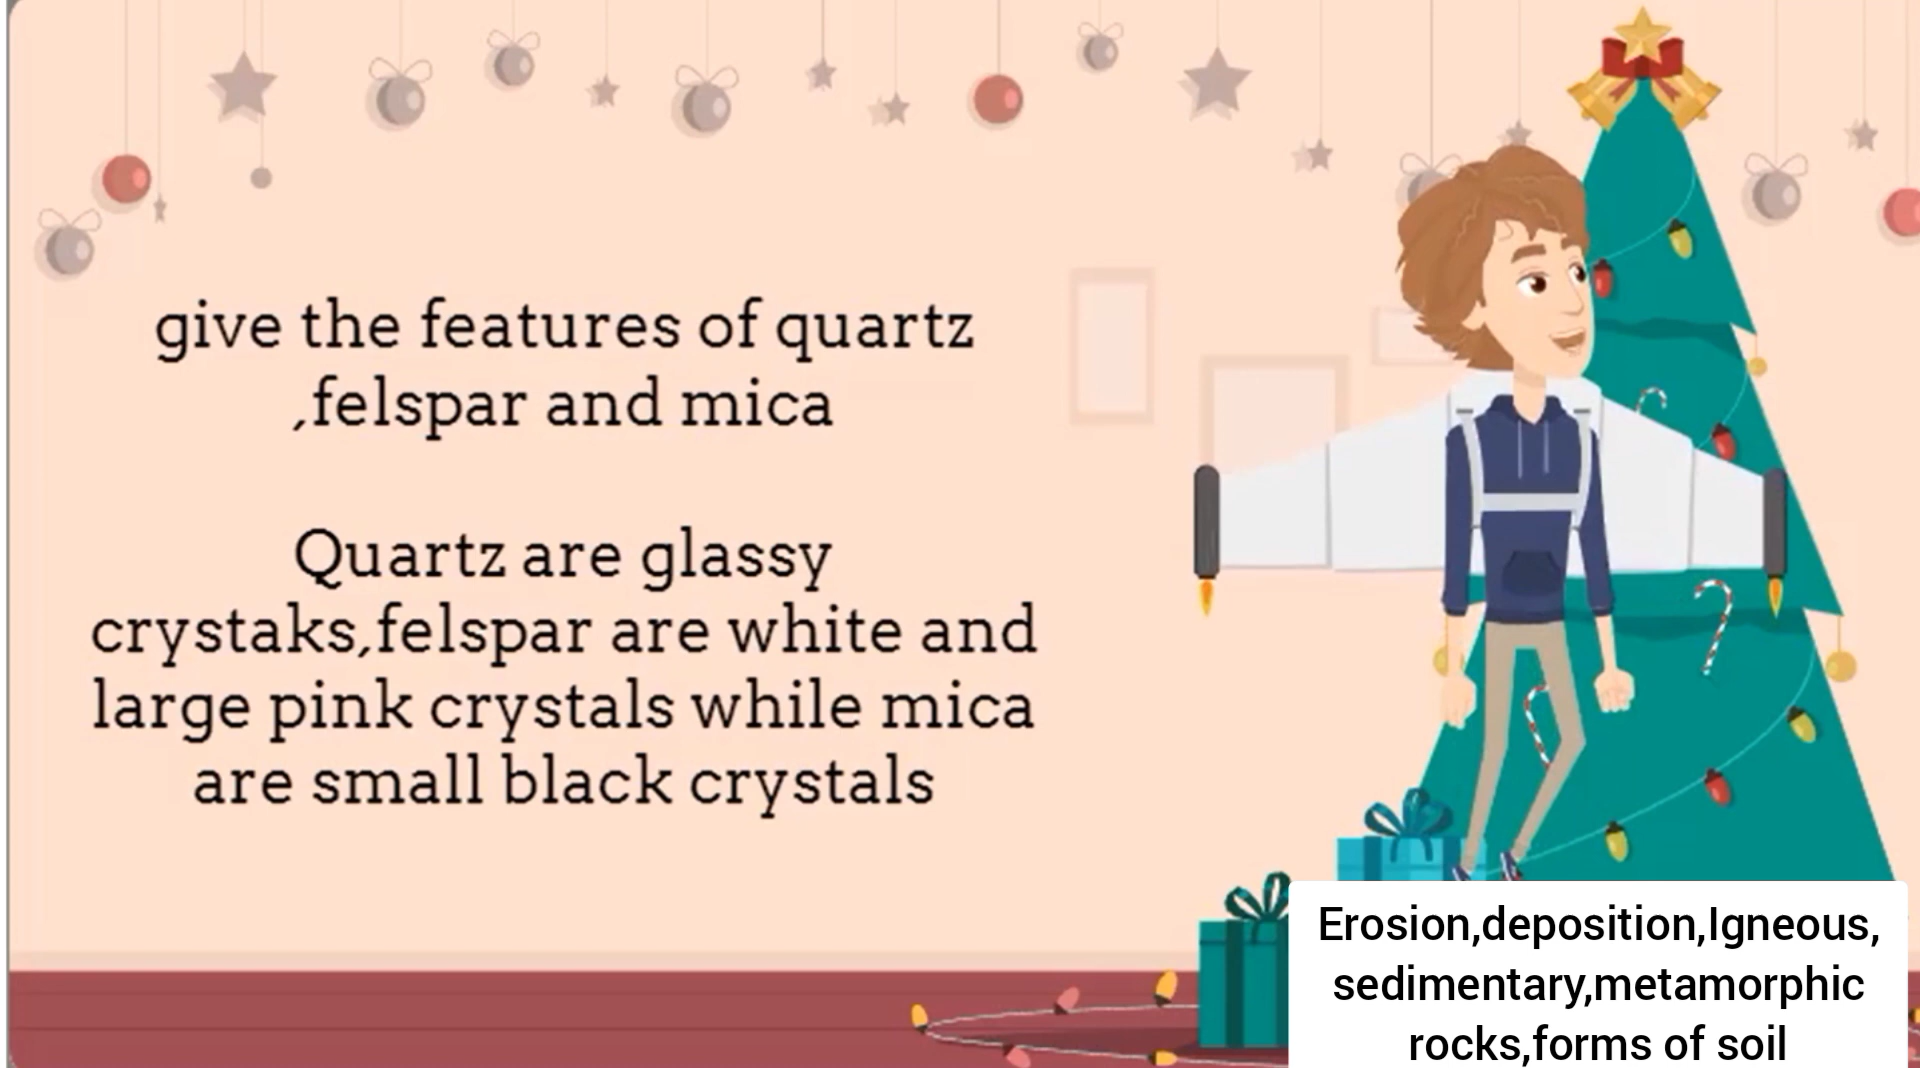 give the features of quartz
,felspar and mica
Quartz are glassy
crystaks,felspar are white and
large pink crystals while mica
are small black crystals
Erosion,deposition,Igneous,
sedimentary,metamorphic
rocks,forms of soil